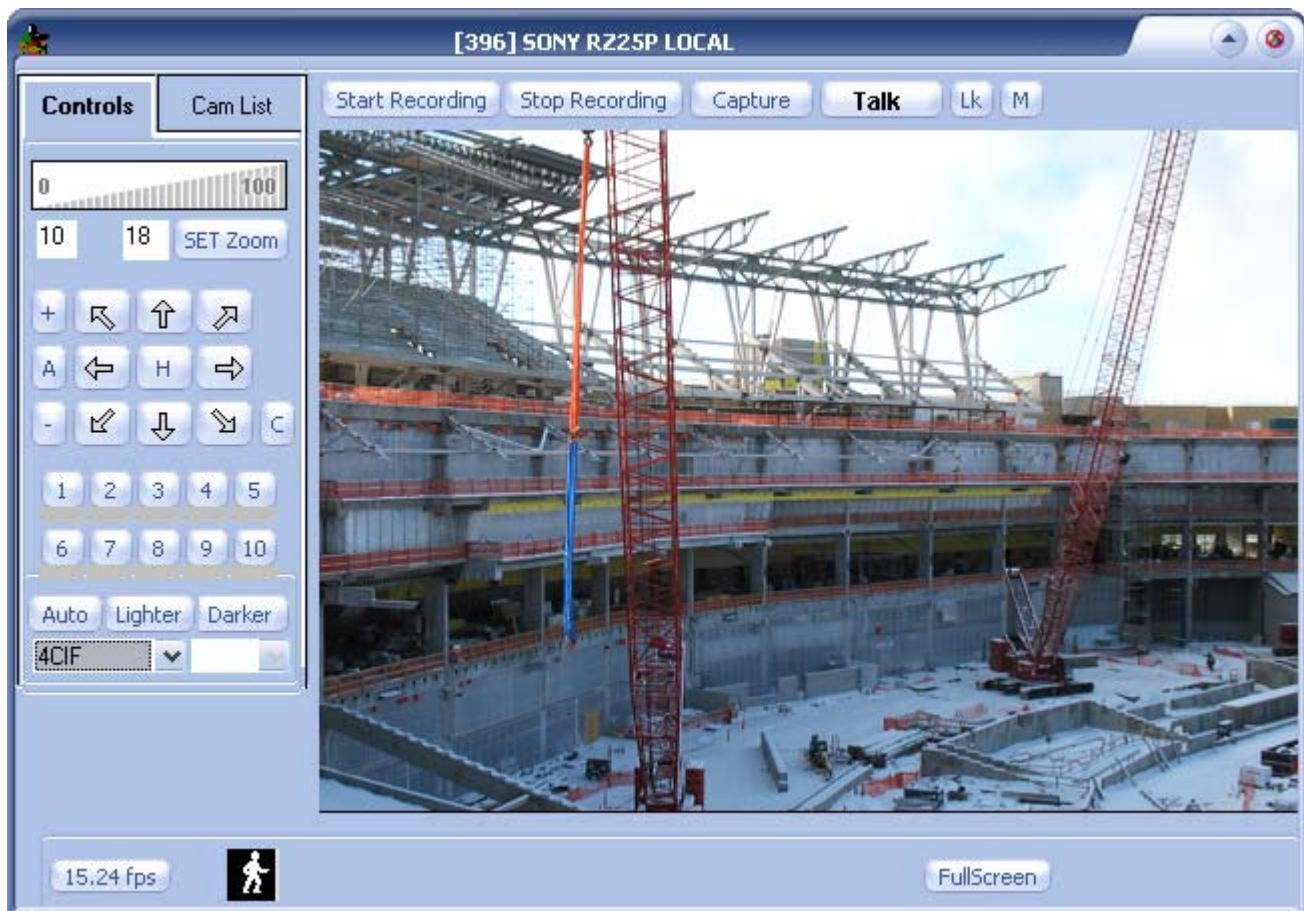 [396] SONY RZ25P LOCAL
Controls Cam List
Start Recording Stop Recording Capture Talk Lk M
0 100
10 18 SET Zoom
+
A H
- C
1 2 3 4 5
6 7 8 9 10
Auto Lighter Darker
4CIF
15.24 fps FullScreen